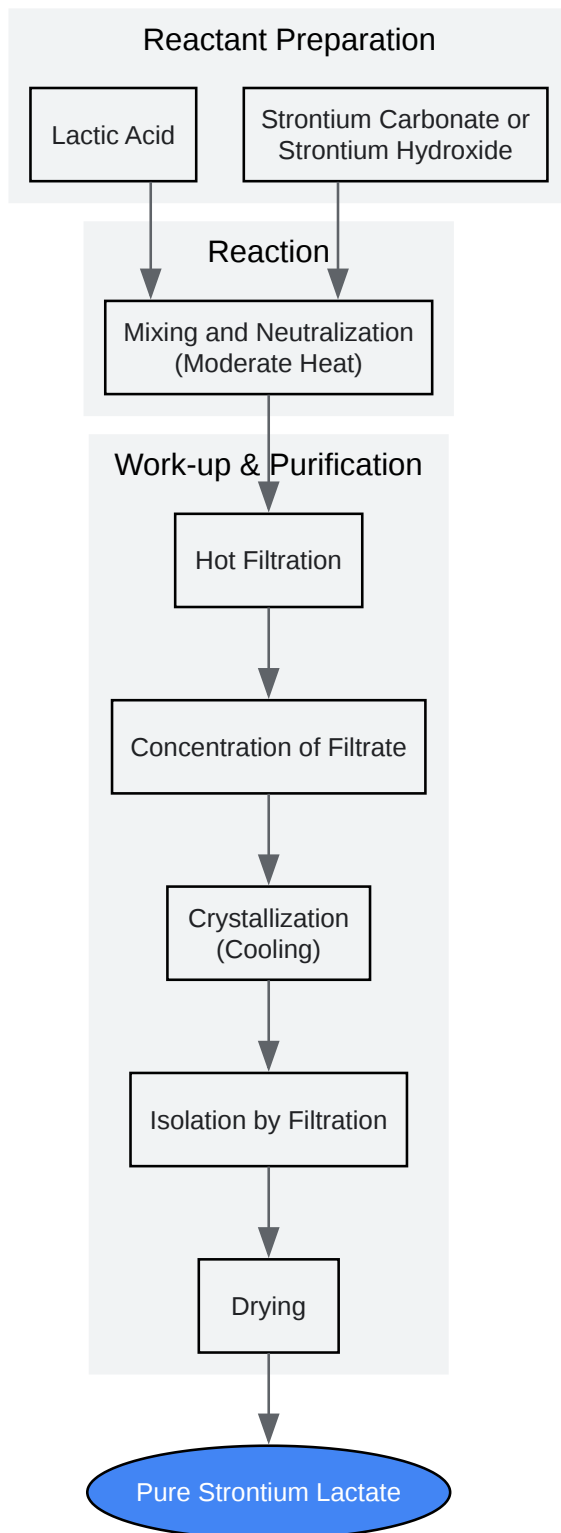 Reactant Preparation
Lactic Acid
Strontium Carbonate or
Strontium Hydroxide
Reaction
Mixing and Neutralization
(Moderate Heat)
Work-up & Purification
Hot Filtration
Concentration of Filtrate
Crystallization
(Cooling)
Isolation by Filtration
Drying
Pure Strontium Lactate